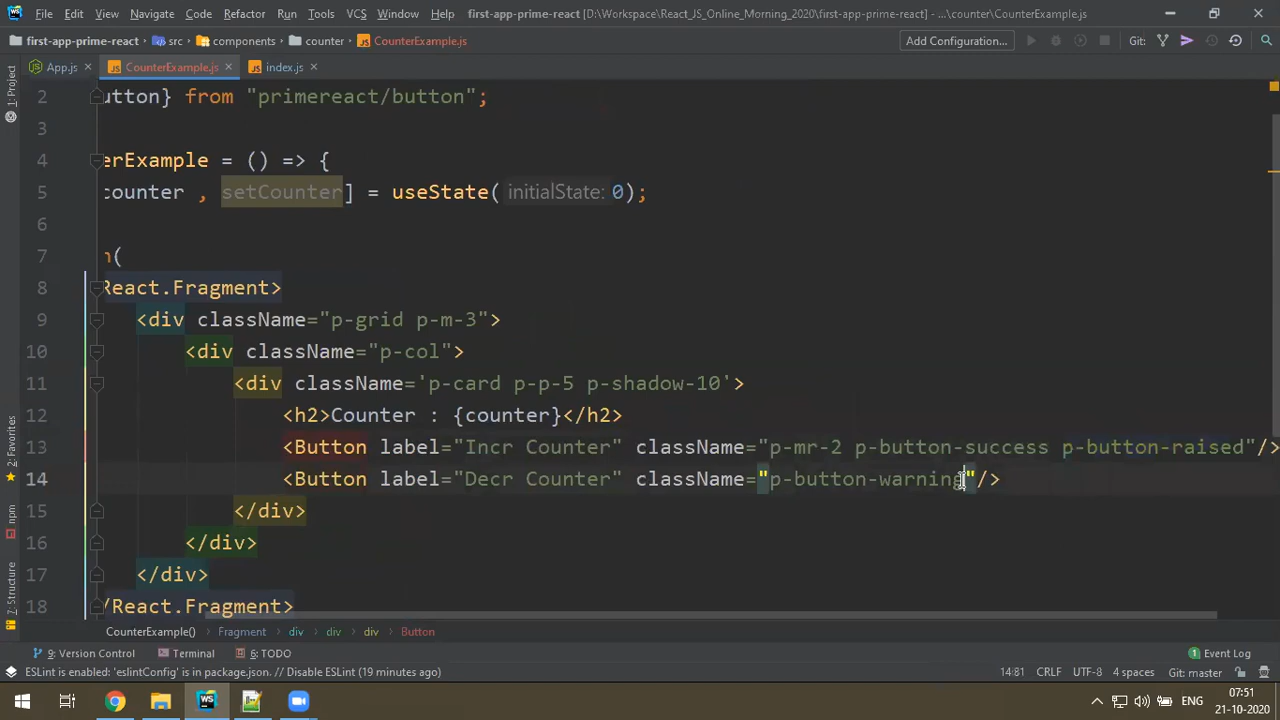 File Edit View Navigate Code Refactor Run Tools VCS Window Help first-app-prime-react [D:\Workspace\React_JS_Online_Morning_2020\first-app-prime-react] - ...\counter\CounterExample.js
first-app-prime-react src components counter CounterExample.js Add Configuration... Git:
App.js CounterExample.js index.js
1: Project
2 utton} from "primereact/button";
3
4 erExample = () => {
5 counter , setCounter] = useState( initialState: 0);
6
7 n(
8 React.Fragment>
9 <div className="p-grid p-m-3">
10 <div className="p-col">
11 <div className='p-card p-p-5 p-shadow-10'>
12 <h2>Counter : {counter}</h2>
13 <Button label="Incr Counter" className="p-mr-2 p-button-success p-button-raised"/>
14 <Button label="Decr Counter" className="p-button-warning"/>
15 </div>
16 </div>
17 </div>
18 /React.Fragment>
2: Favorites
npm
7: Structure
CounterExample() Fragment div div div Button
9: Version Control Terminal 6: TODO 1 Event Log
ESLint is enabled: 'eslintConfig' is in package.json. // Disable ESLint (19 minutes ago) 14:81 CRLF UTF-8 4 spaces Git: master
ENG 07:51
21-10-2020